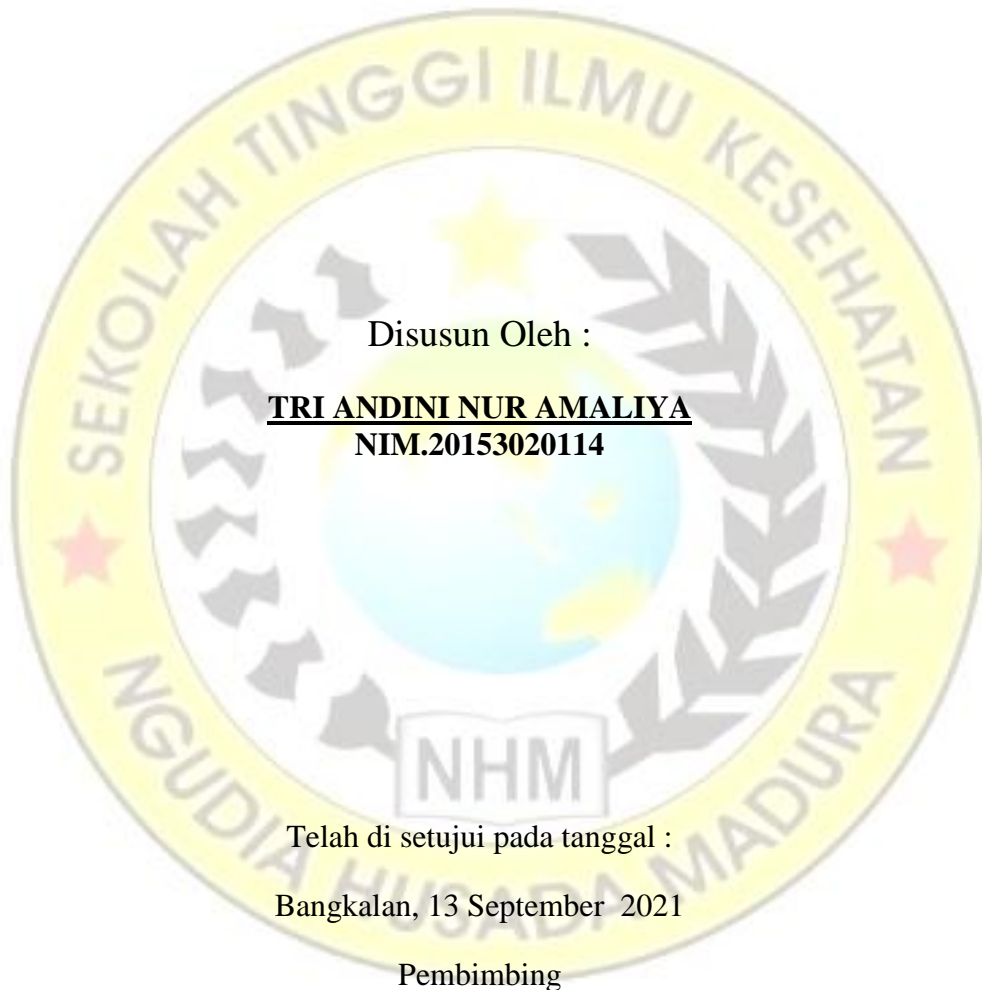 SEKOLAH TINGGI ILMU KESEHATAN
Disusun Oleh :
TRI ANDINI NUR AMALIYA
NIM.20153020114
NHM
Telah di setujui pada tanggal :
Bangkalan, 13 September 2021
Pembimbing
NGUDIA HUSADA MADURA